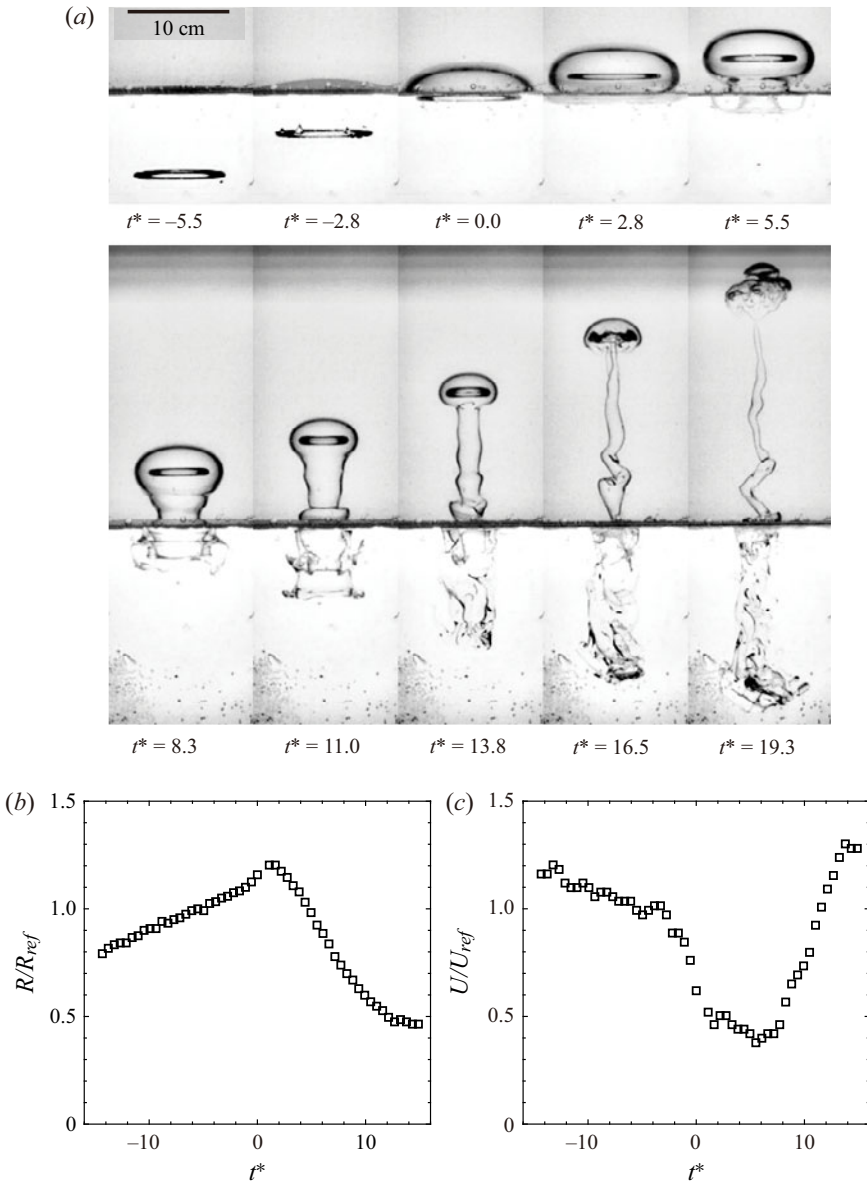 (a)
10 cm
t* = –5.5 t* = –2.8 t* = 0.0 t* = 2.8 t* = 5.5
t* = 8.3 t* = 11.0 t* = 13.8 t* = 16.5 t* = 19.3
(b)
1.5
1.0
0.5
0
R/R_ref
–10 0 10
t*
(c)
1.5
1.0
0.5
0
U/U_ref
–10 0 10
t*